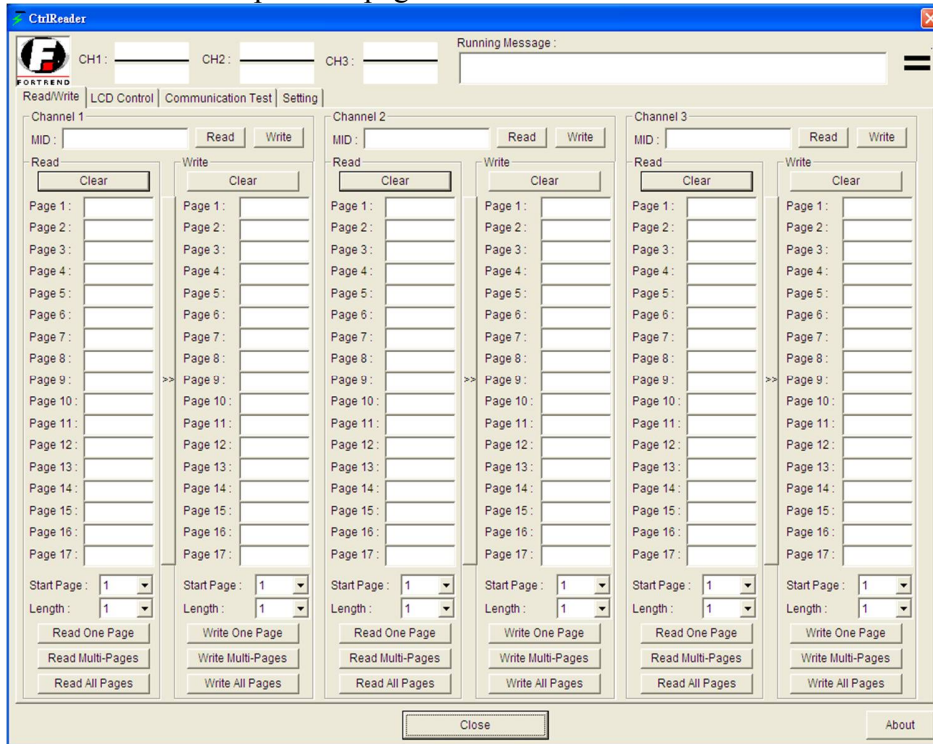 CtrlReader
FORTREND
CH1 :
CH2 :
CH3 :
Running Message :
Read/Write LCD Control Communication Test Setting
Channel 1 Channel 2 Channel 3
MID : Read Write MID : Read Write MID : Read Write
Read Write Read Write Read Write
Clear Clear Clear Clear Clear Clear
Page 1 : Page 1 : Page 1 : Page 1 : Page 1 : Page 1 :
Page 2 : Page 2 : Page 2 : Page 2 : Page 2 : Page 2 :
Page 3 : Page 3 : Page 3 : Page 3 : Page 3 : Page 3 :
Page 4 : Page 4 : Page 4 : Page 4 : Page 4 : Page 4 :
Page 5 : Page 5 : Page 5 : Page 5 : Page 5 : Page 5 :
Page 6 : Page 6 : Page 6 : Page 6 : Page 6 : Page 6 :
Page 7 : Page 7 : Page 7 : Page 7 : Page 7 : Page 7 :
Page 8 : Page 8 : Page 8 : Page 8 : Page 8 : Page 8 :
Page 9 : >> Page 9 : Page 9 : >> Page 9 : Page 9 : >> Page 9 :
Page 10 : Page 10 : Page 10 : Page 10 : Page 10 : Page 10 :
Page 11 : Page 11 : Page 11 : Page 11 : Page 11 : Page 11 :
Page 12 : Page 12 : Page 12 : Page 12 : Page 12 : Page 12 :
Page 13 : Page 13 : Page 13 : Page 13 : Page 13 : Page 13 :
Page 14 : Page 14 : Page 14 : Page 14 : Page 14 : Page 14 :
Page 15 : Page 15 : Page 15 : Page 15 : Page 15 : Page 15 :
Page 16 : Page 16 : Page 16 : Page 16 : Page 16 : Page 16 :
Page 17 : Page 17 : Page 17 : Page 17 : Page 17 : Page 17 :
Start Page : 1 Start Page : 1 Start Page : 1 Start Page : 1 Start Page : 1 Start Page : 1
Length : 1 Length : 1 Length : 1 Length : 1 Length : 1 Length : 1
Read One Page Write One Page Read One Page Write One Page Read One Page Write One Page
Read Multi-Pages Write Multi-Pages Read Multi-Pages Write Multi-Pages Read Multi-Pages Write Multi-Pages
Read All Pages Write All Pages Read All Pages Write All Pages Read All Pages Write All Pages
Close About